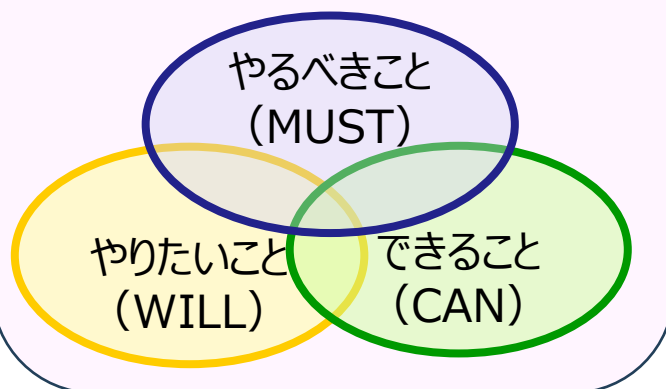 やるべきこと
（MUST）
やりたいこと
（WILL）
できること
（CAN）